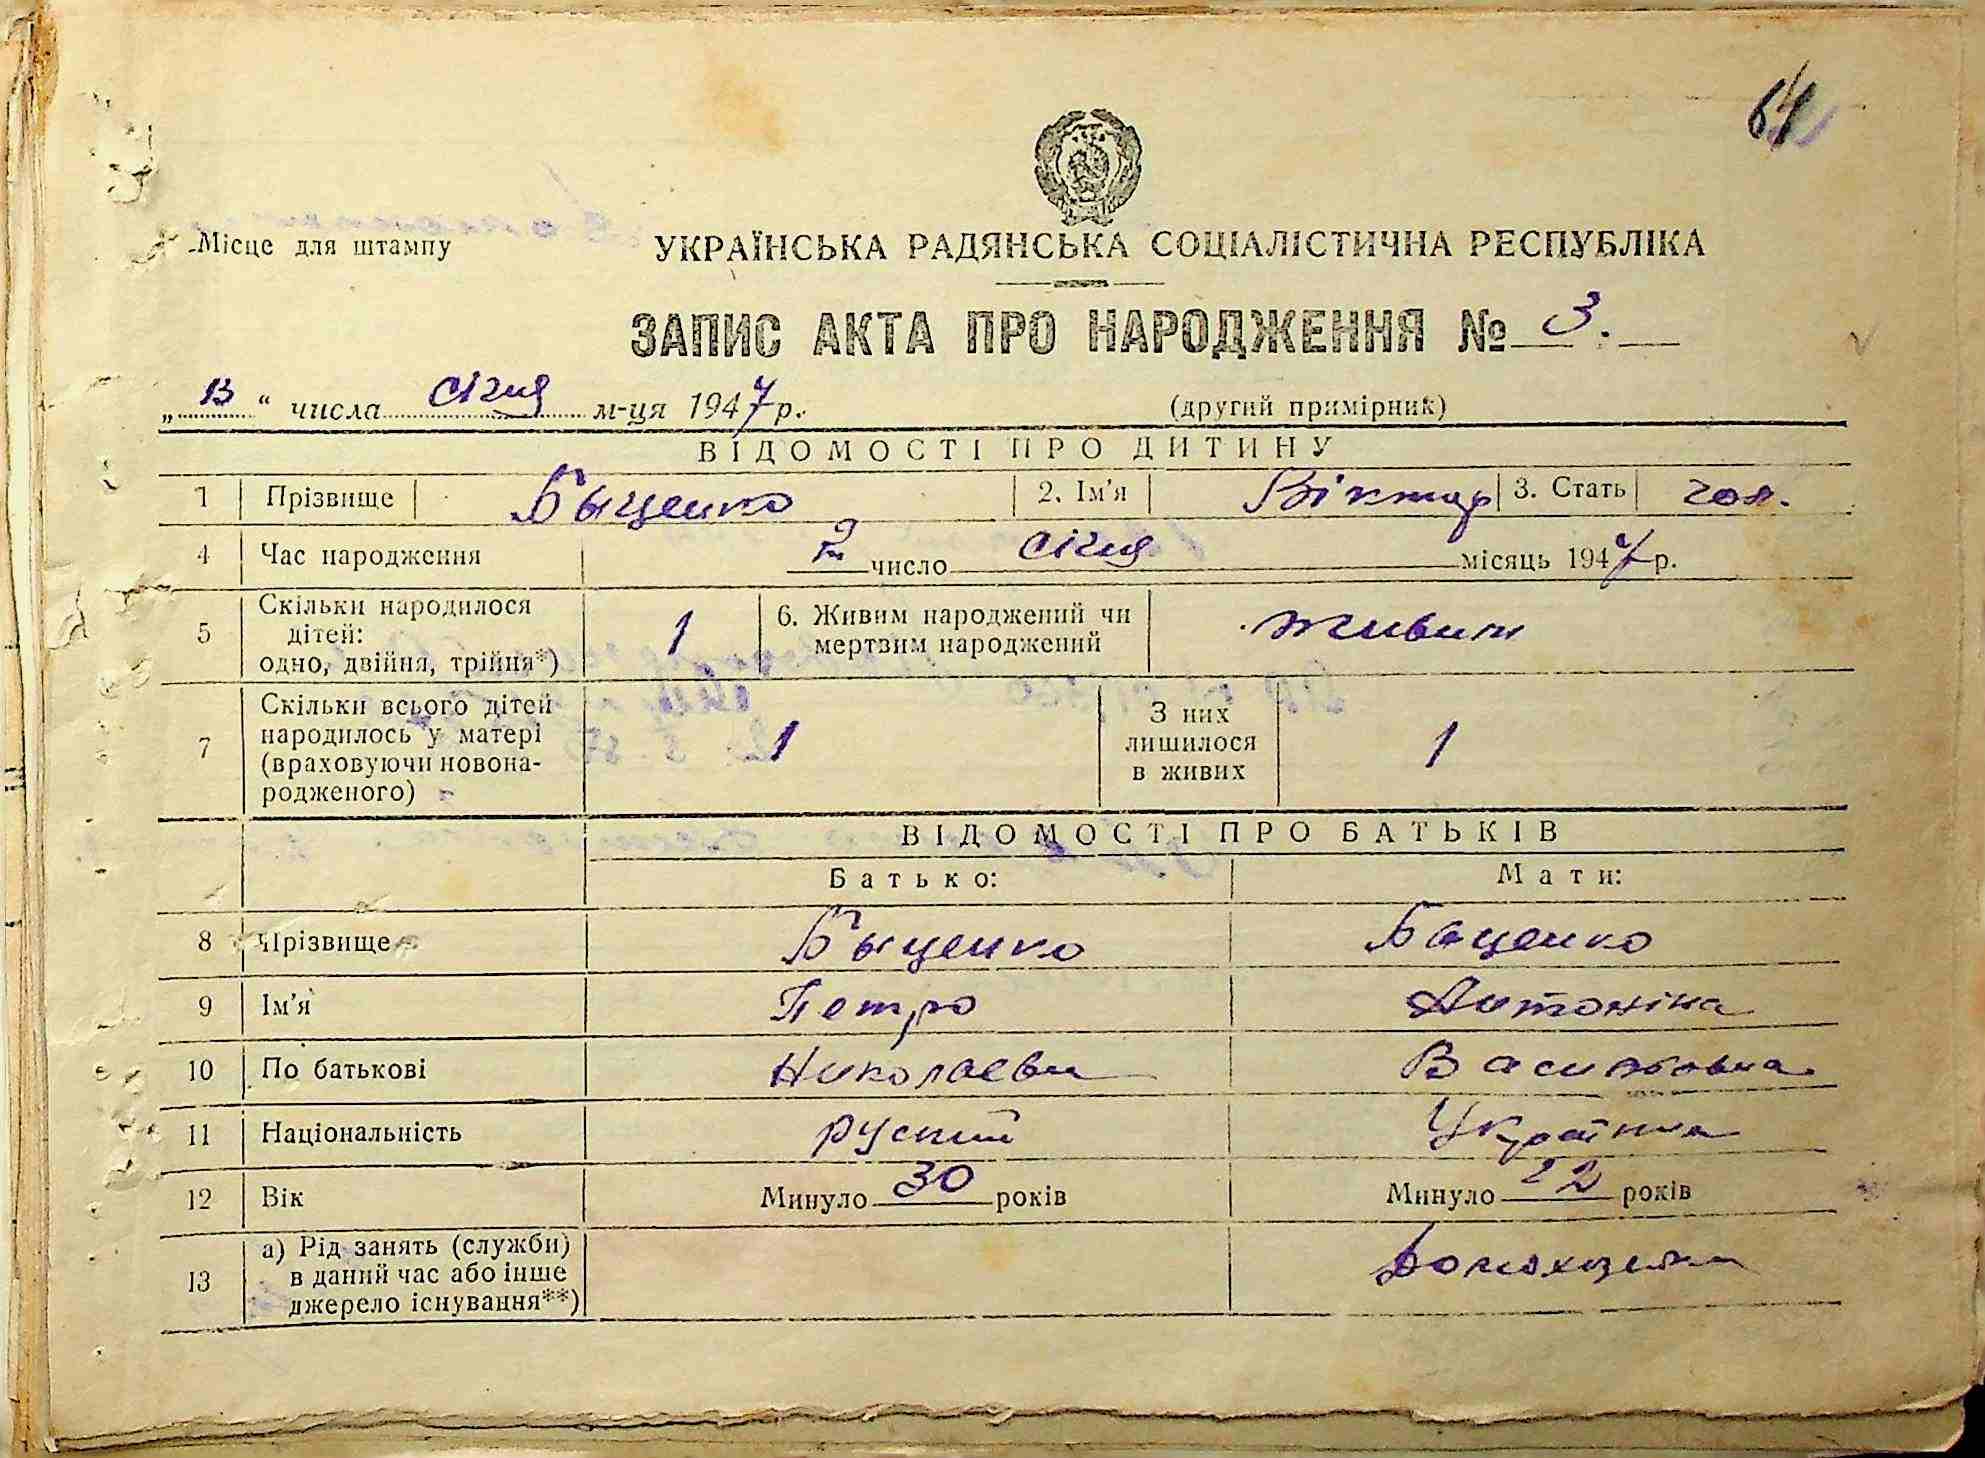 64
Місце для штампу
УКРАЇНСЬКА РАДЯНСЬКА СОЦІАЛІСТИЧНА РЕСПУБЛІКА
ЗАПИС АКТА ПРО НАРОДЖЕННЯ № 3.
„13“ числа січня м-ця 1947 р.
(другий примірник)
ВІДОМОСТІ ПРО ДИТИНУ
1 Прізвище Быценко 2. Ім'я Віктор 3. Стать чол.
4 Час народження 2 число січня місяць 1947 р.
5 Скільки народилося дітей: одно, двійня, трійня*) 1 6. Живим народжений чи мертвим народжений живим
7 Скільки всього дітей народилось у матері (враховуючи новонародженого) 1 З них лишилося в живих 1
ВІДОМОСТІ ПРО БАТЬКІВ
Батько: Мати:
8 Прізвище Быценко Быценко
9 Ім'я Петро Антоніна
10 По батькові Николаеви Василовна
11 Національність руский Українка
12 Вік Минуло 30 років Минуло 22 років
13 а) Рід занять (служби) в даний час або інше джерело існування**)